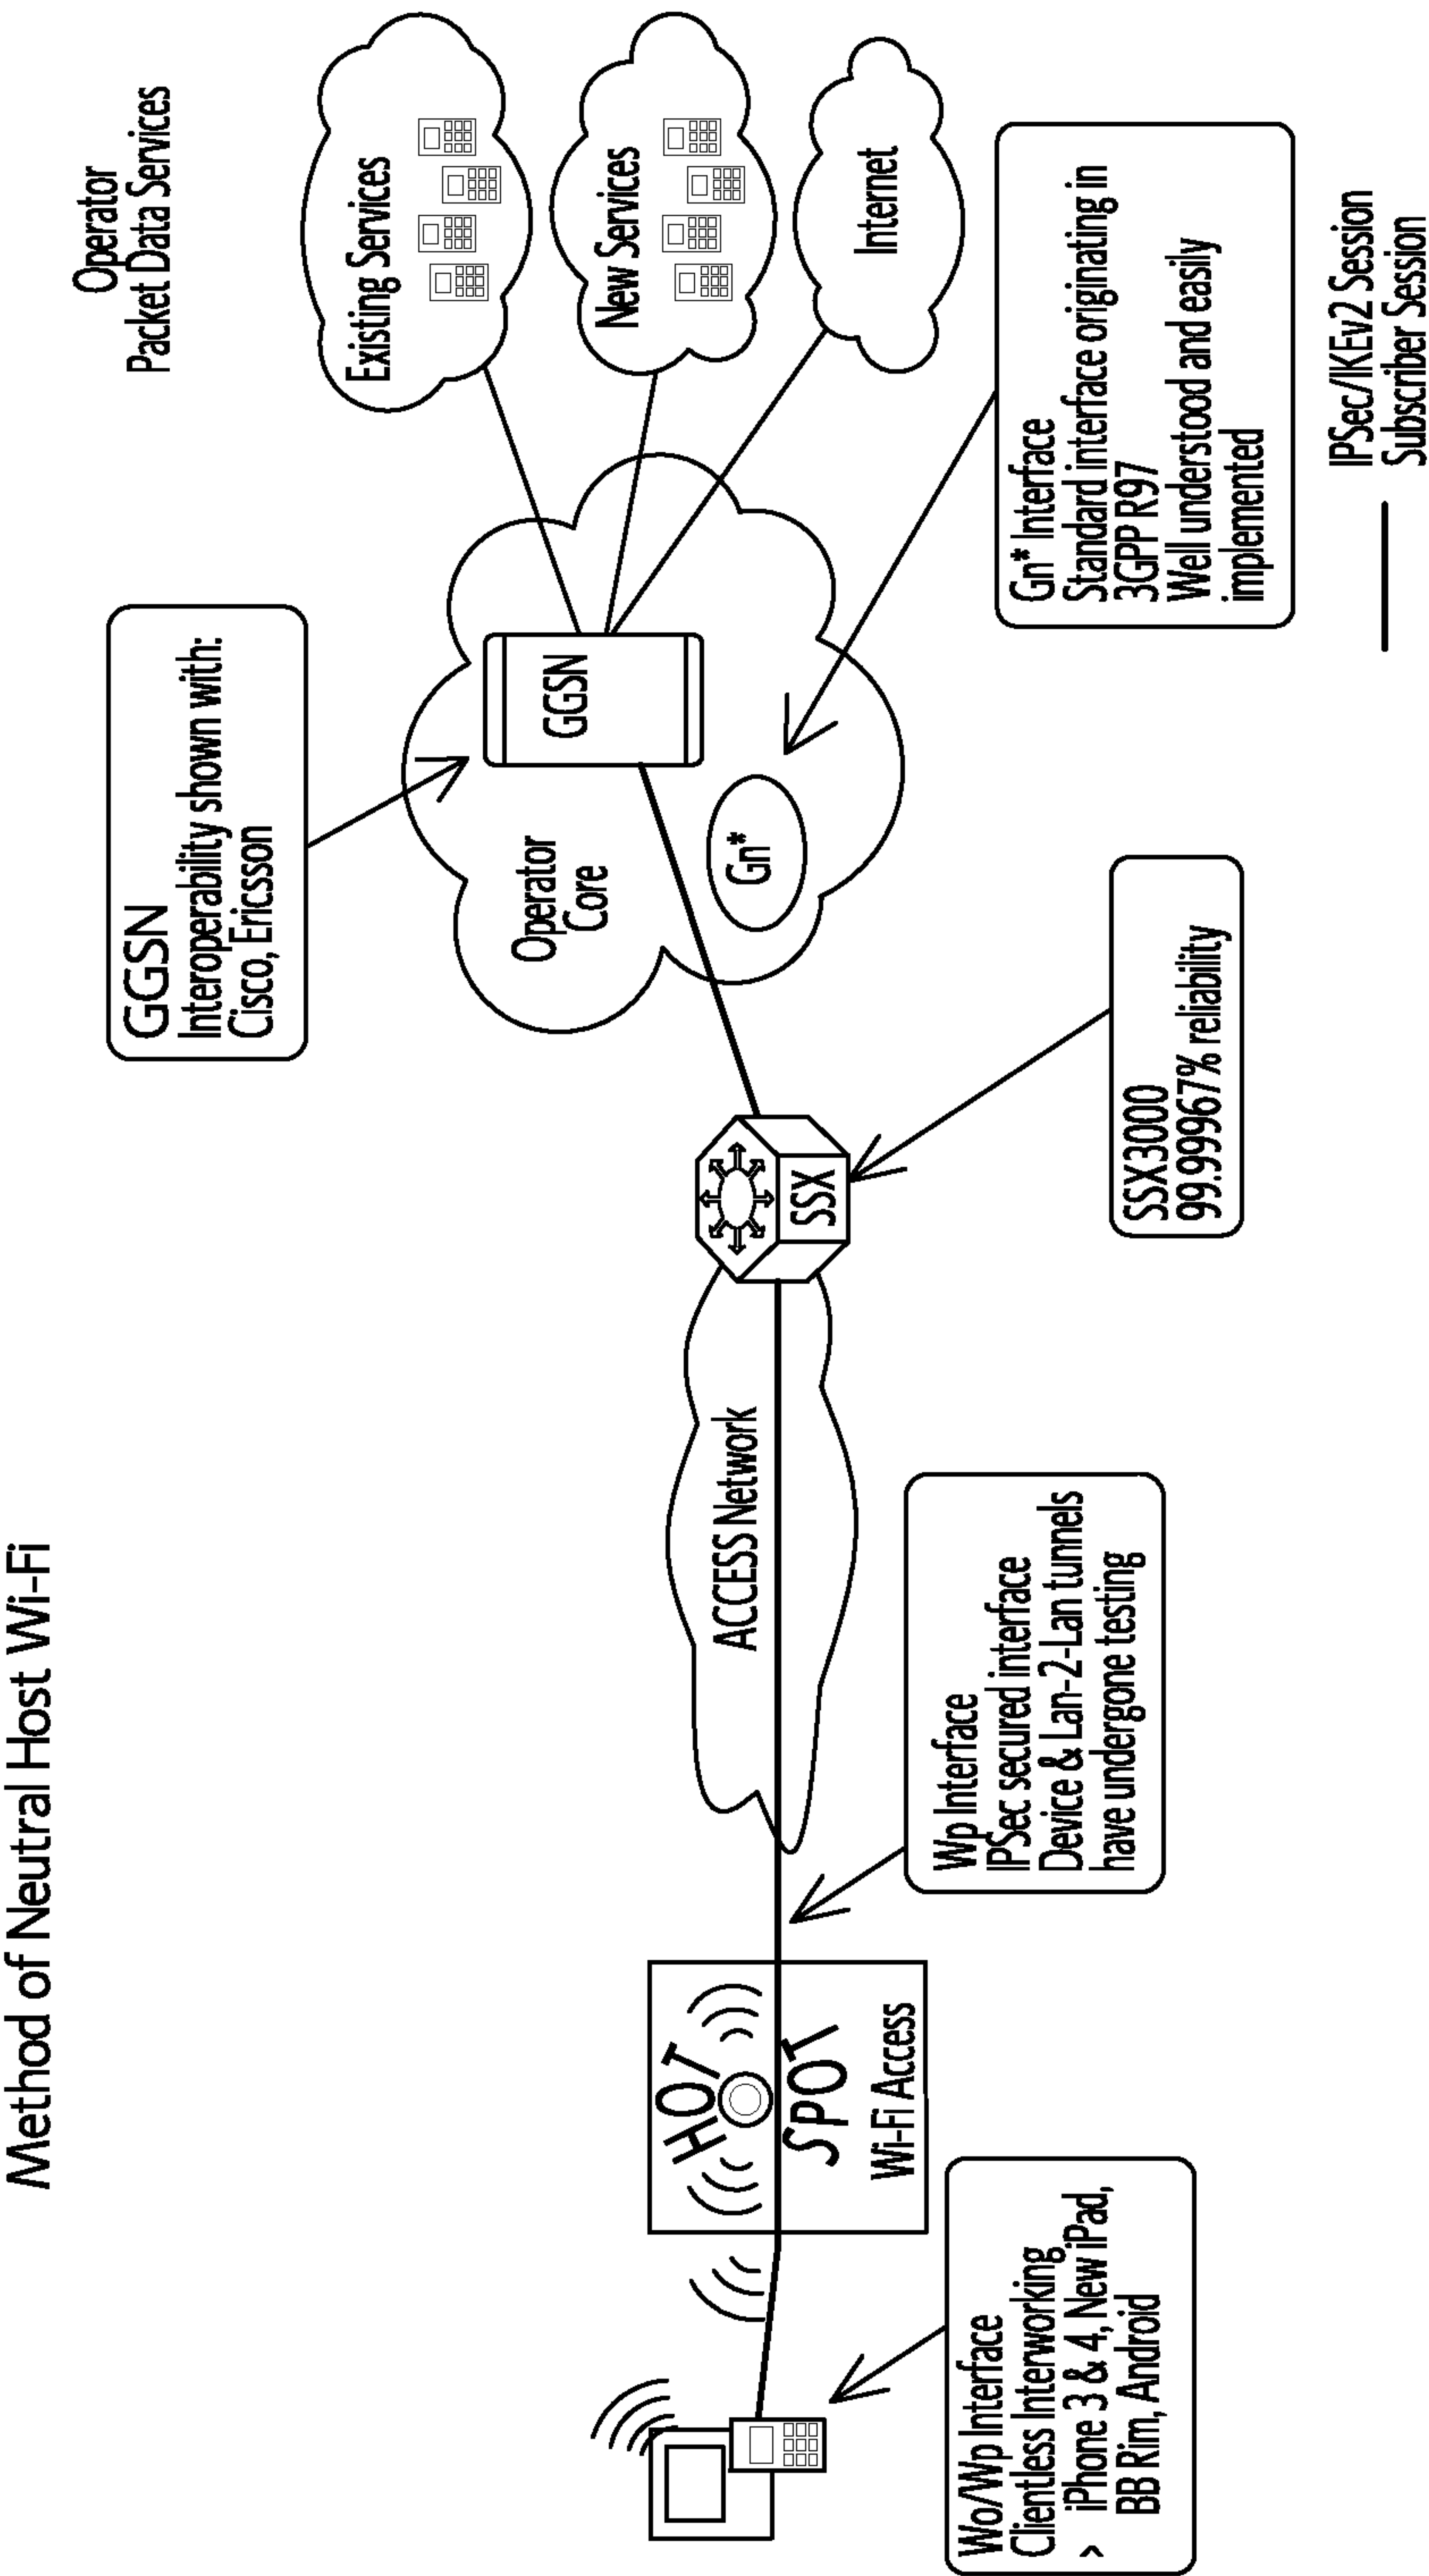 Method of Neutral Host Wi-Fi
Operator
Packet Data Services
GGSN
Interoperability shown with:
Cisco, Ericsson
Existing Services
New Services
Internet
GGSN
Operator
Core
Gn*
SSX
ACCESS Network
HOT
SPOT
Wi-Fi Access
Wo/Wp Interface
Clientless Interworking
> iPhone 3 & 4, New iPad,
BB Rim, Android
Wp Interface
IPSec secured interface
Device & Lan-2-Lan tunnels
have undergone testing
SSX3000
99.99967% reliability
Gn* Interface
Standard interface originating in
3GPP R97
Well understood and easily
implemented
IPSec/IKEv2 Session
Subscriber Session